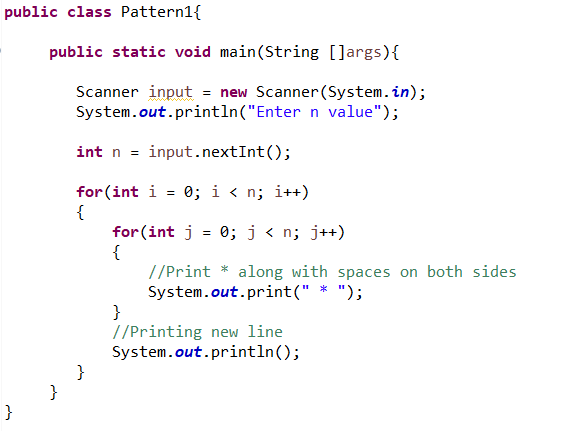 public class Pattern1{
public static void main(String []args){
Scanner input = new Scanner(System.in);
System.out.println("Enter n value");
int n = input.nextInt();
for(int i = 0; i < n; i++)
{
for(int j = 0; j < n; j++)
{
//Print * along with spaces on both sides
System.out.print(" * ");
}
//Printing new line
System.out.println();
}
}
}